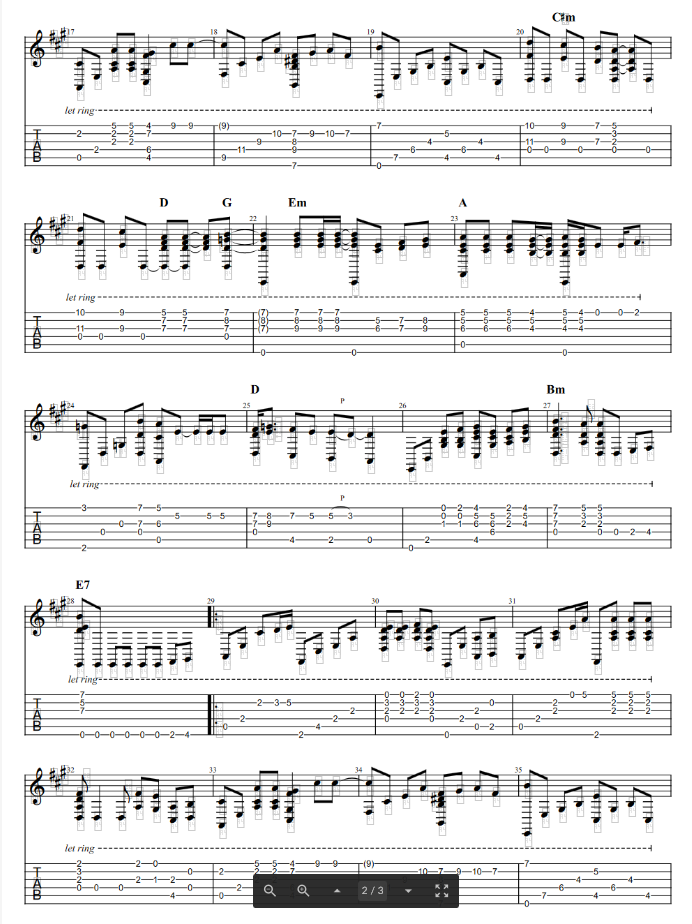 C#m
17 18 19 20
let ring
5 5 4 9 9 (9) 7 10 9 7 5
T 2 2 2 7 10 7 9 10 7 5 3
A 2 2 9 8 4 4 11 9 7 2
2 6 11 9 6 6 0 0 0 0
B 0 4 9 7 4 4
7 0
D G Em A
21 22 23
let ring
10 9 5 5 7 (7) 7 7 7 5 5 5 4 5 4 0 0 2
T 7 7 8 (8) 8 8 8 5 7 8 5 5 5 5 5 5
A 11 9 7 7 7 (7) 9 9 9 6 7 9 6 6 6 4 4 4
0 0 0
B 0
0 0 0
D Bm
P
24 25 26 27
let ring
P
3 7 5 0 2 4 5 4 7 5 5
T 5 5 5 7 8 7 5 5 3 0 0 5 5 2 5 7 3 3
A 0 7 6 7 9 1 1 6 6 2 4 7 2 2
0 0 0 0 6 0 0 2 4
B 0 4 2 0 2 4
2 0
E7
28 29 30 31
let ring
7 0 0 2 0 0 5 5 5 5
T 5 2 3 5 3 3 3 3 0 2 2 2
A 7 2 2 2 2 2 2 2 2 2 2
2 2 0 0 2 2
B 0 4 0 2 0
0 0 0 0 0 0 2 4 2 0 2
32 33 34 35
let ring
2 2 0 5 5 4 9 9 (9) 7
T 3 0 2 10 7 9 10 7 5
A 2 2 1 2 4 4
0 0 0 2 6 6
B 4 0 7 4 4
0
2 / 3